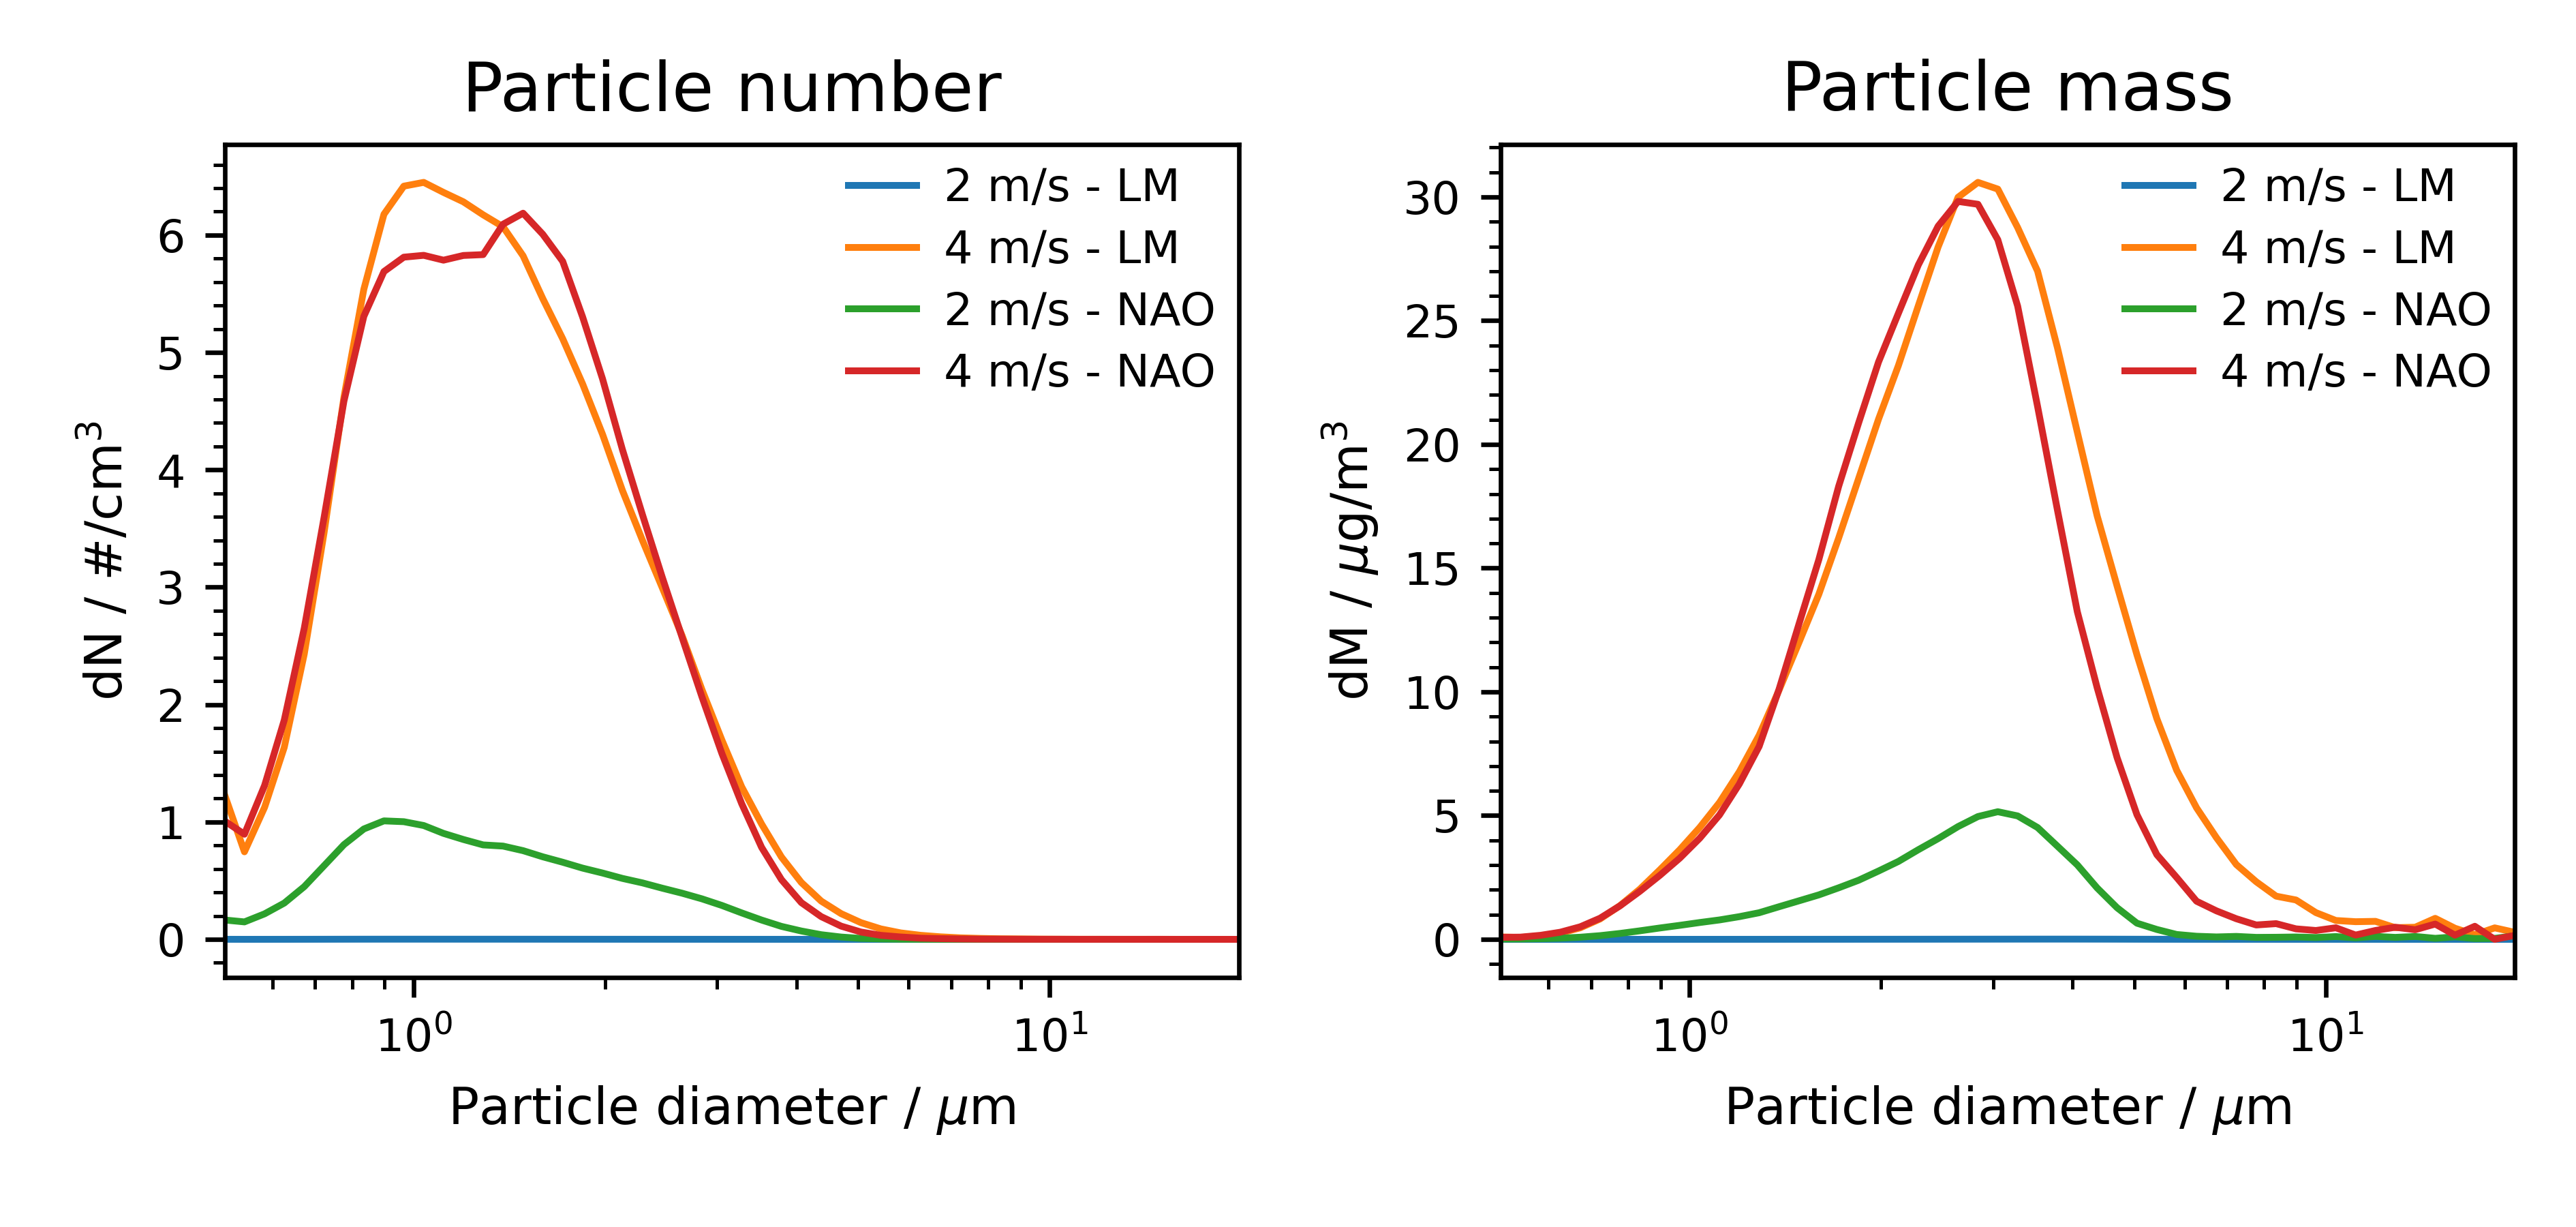 Particle number
2 m/s - LM
4 m/s - LM
2 m/s - NAO
4 m/s - NAO
6
5
4
3
2
1
0
dN / #/cm³
10⁰
10¹
Particle diameter / μm
Particle mass
2 m/s - LM
4 m/s - LM
2 m/s - NAO
4 m/s - NAO
30
25
20
15
10
5
0
dM / μg/m³
10⁰
10¹
Particle diameter / μm